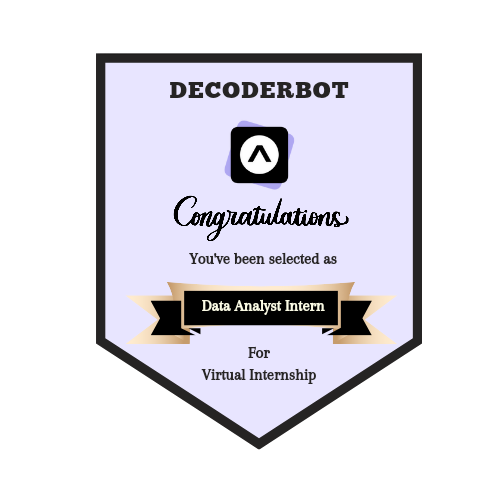 DECODERBOT
Congratulations
You've been selected as
Data Analyst Intern
For
Virtual Internship